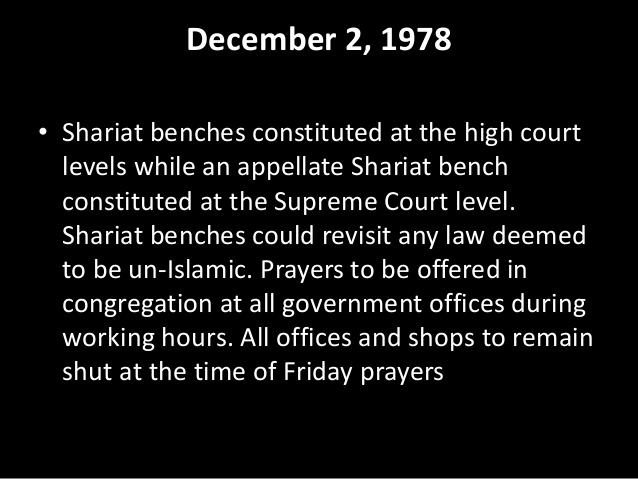 December 2, 1978
• Shariat benches constituted at the high court
levels while an appellate Shariat bench
constituted at the Supreme Court level.
Shariat benches could revisit any law deemed
to be un-Islamic. Prayers to be offered in
congregation at all government offices during
working hours. All offices and shops to remain
shut at the time of Friday prayers